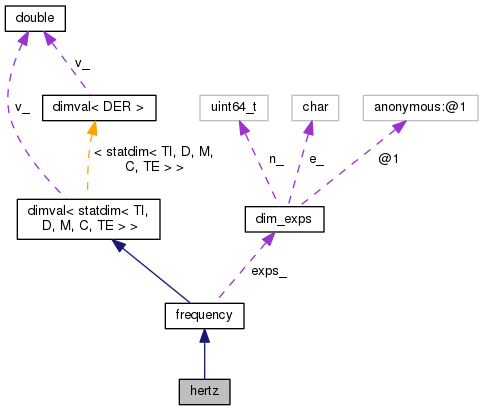 double
v_
v_
dimval< DER >
uint64_t
char
anonymous:@1
< statdim< TI, D, M,
C, TE > >
n_
e_
@1
dimval< statdim< TI,
D, M, C, TE > >
dim_exps
exps_
frequency
hertz